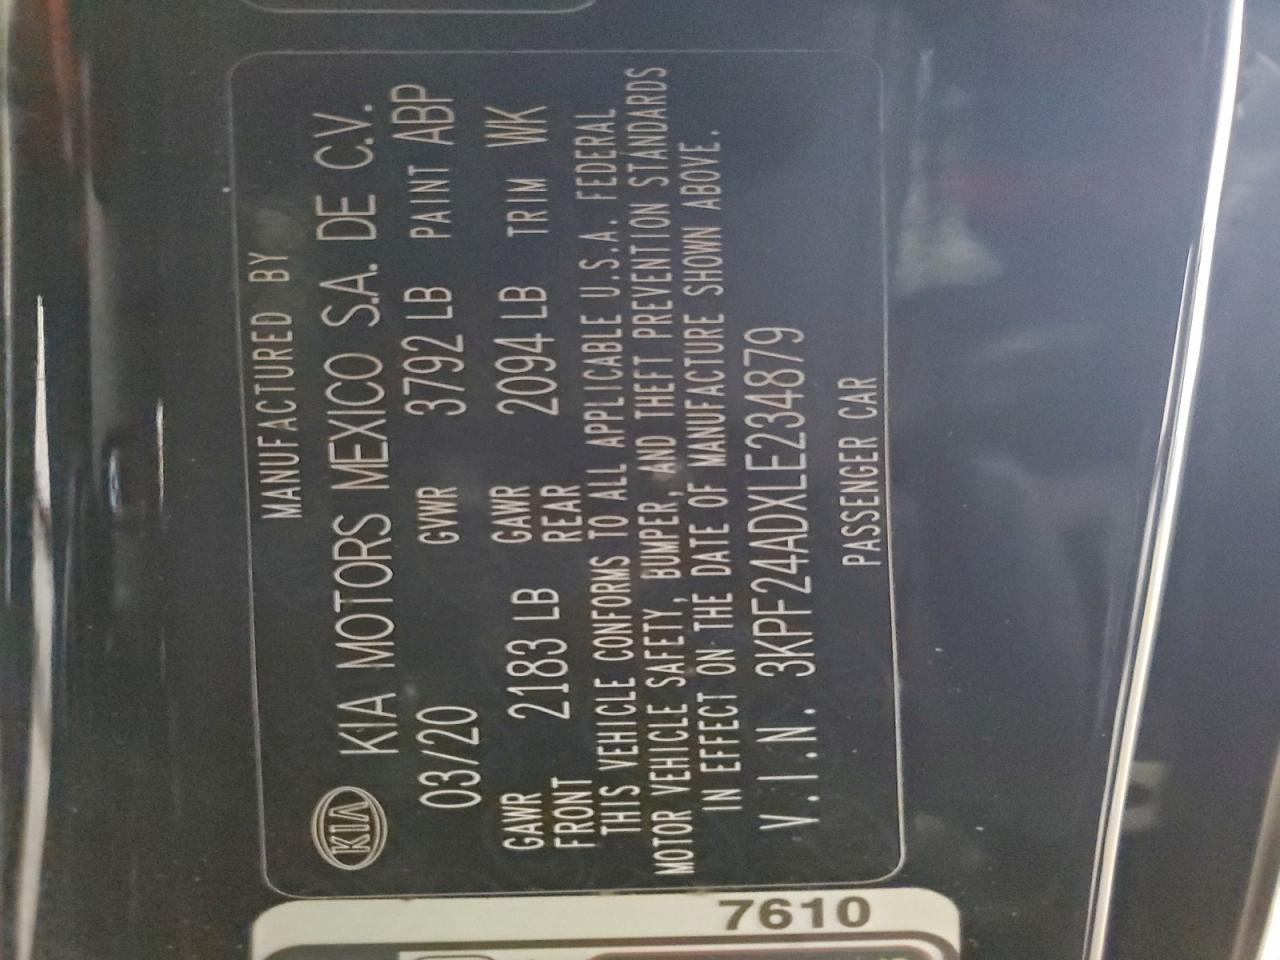 MANUFACTURED BY
KIA KIA MOTORS MEXICO S.A. DE C.V.
03/20 GVWR 3792 LB PAINT ABP
GAWR FRONT 2183 LB GAWR REAR 2094 LB TRIM WK
THIS VEHICLE CONFORMS TO ALL APPLICABLE U.S.A. FEDERAL
MOTOR VEHICLE SAFETY, BUMPER, AND THEFT PREVENTION STANDARDS
IN EFFECT ON THE DATE OF MANUFACTURE SHOWN ABOVE.
V.I.N. 3KPF24ADXLE234879
PASSENGER CAR
7610